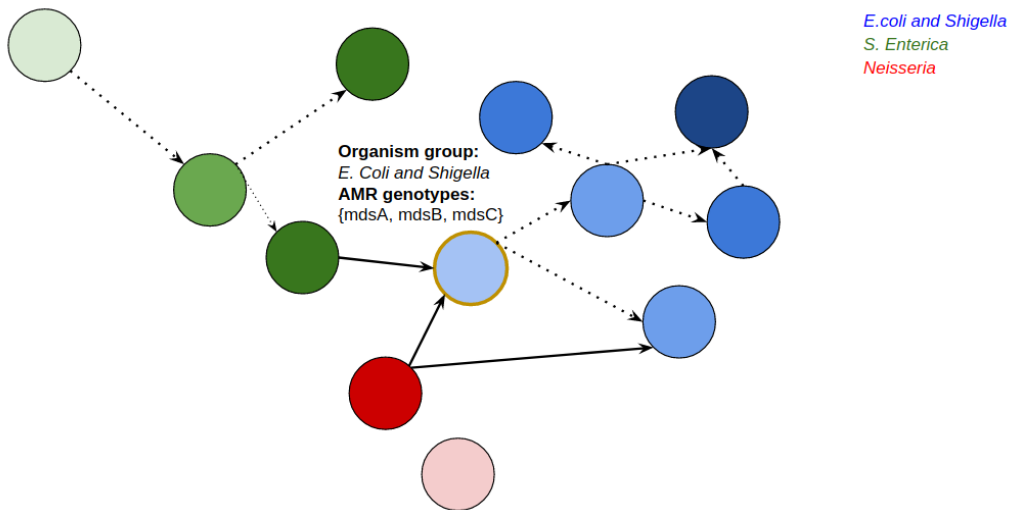 E.coli and Shigella
S. Enterica
Neisseria
Organism group:
E. Coli and Shigella
AMR genotypes:
{mdsA, mdsB, mdsC}